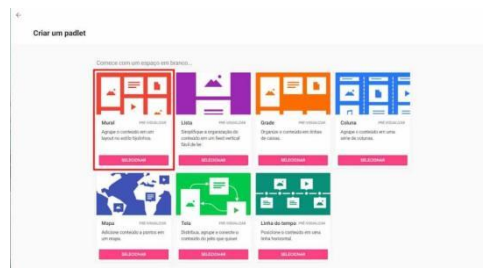 Criar um padlet
Comece com um espaço em branco...
Mural PRÉ-VISUALIZAR
Agrupe o conteúdo em um
layout no estilo tijolinhos.
SELECIONAR
Lista PRÉ-VISUALIZAR
Simplifique a organização do
conteúdo em um feed vertical
fácil de ler.
SELECIONAR
Grade PRÉ-VISUALIZAR
Organize o conteúdo em linhas
de caixas.
SELECIONAR
Coluna PRÉ-VISUALIZAR
Agrupe o conteúdo em uma
série de colunas.
SELECIONAR
Mapa PRÉ-VISUALIZAR
Adicione conteúdo a pontos em
um mapa.
SELECIONAR
Tela PRÉ-VISUALIZAR
Distribua, agrupe e conecte o
conteúdo do jeito que quiser.
SELECIONAR
Linha do tempo PRÉ-VISUALIZAR
Posicione o conteúdo em uma
linha horizontal.
SELECIONAR